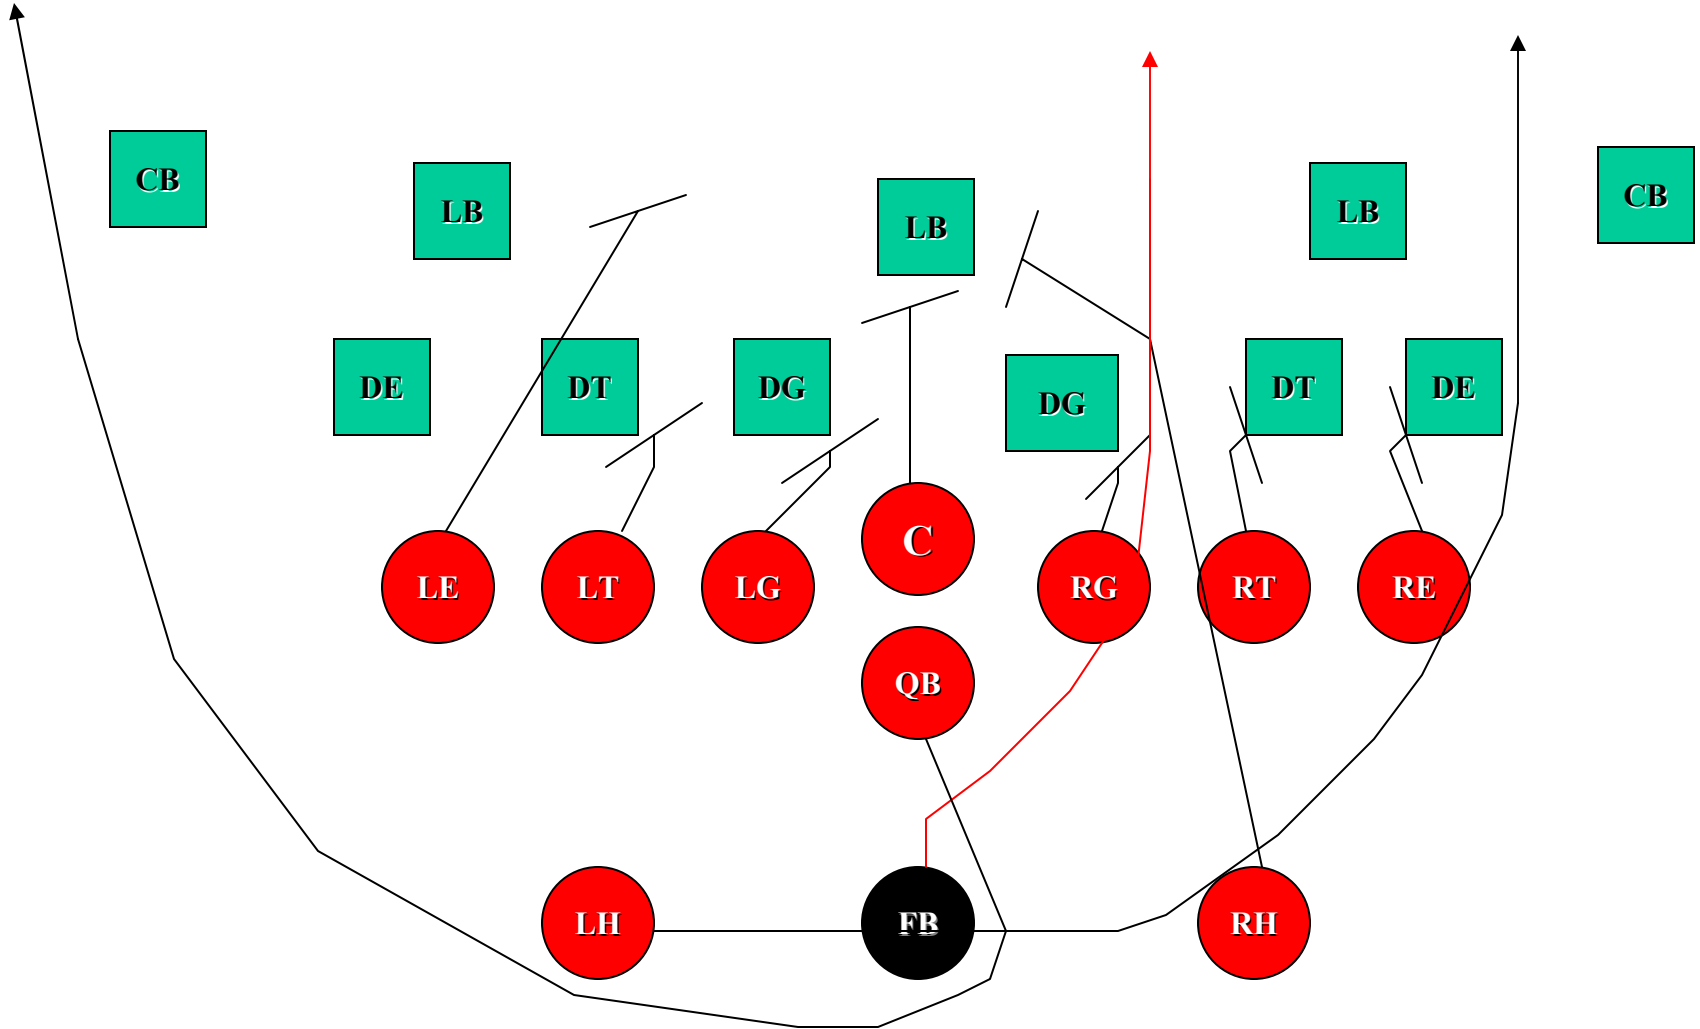 CB
LB
LB
LB
CB
DE
DT
DG
DG
DT
DE
LE
LT
LG
C
RG
RT
RE
QB
LH
FB
RH